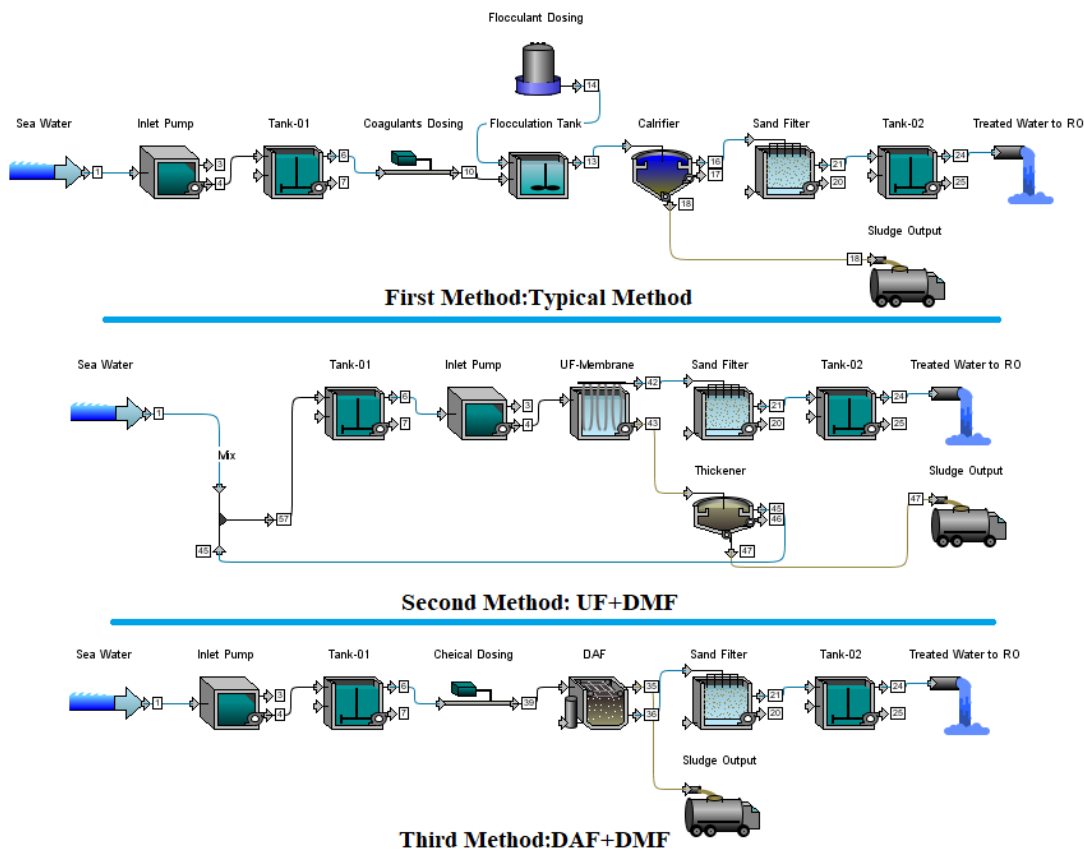 Flocculant Dosing
14
Sea Water
Inlet Pump
Tank-01
Coagulants Dosing
Flocculation Tank
Calrifier
Sand Filter
Tank-02
Treated Water to RO
1
3
4
6
7
10
13
16
17
18
21
20
24
25
Sludge Output
18
First Method:Typical Method
Sea Water
Tank-01
Inlet Pump
UF-Membrane
Sand Filter
Tank-02
Treated Water to RO
1
6
7
3
4
42
43
21
20
24
25
Mix
57
45
Thickener
45
46
47
Sludge Output
47
Second Method: UF+DMF
Sea Water
Inlet Pump
Tank-01
Cheical Dosing
DAF
Sand Filter
Tank-02
Treated Water to RO
1
3
4
6
7
39
35
36
21
20
24
25
Sludge Output
Third Method:DAF+DMF